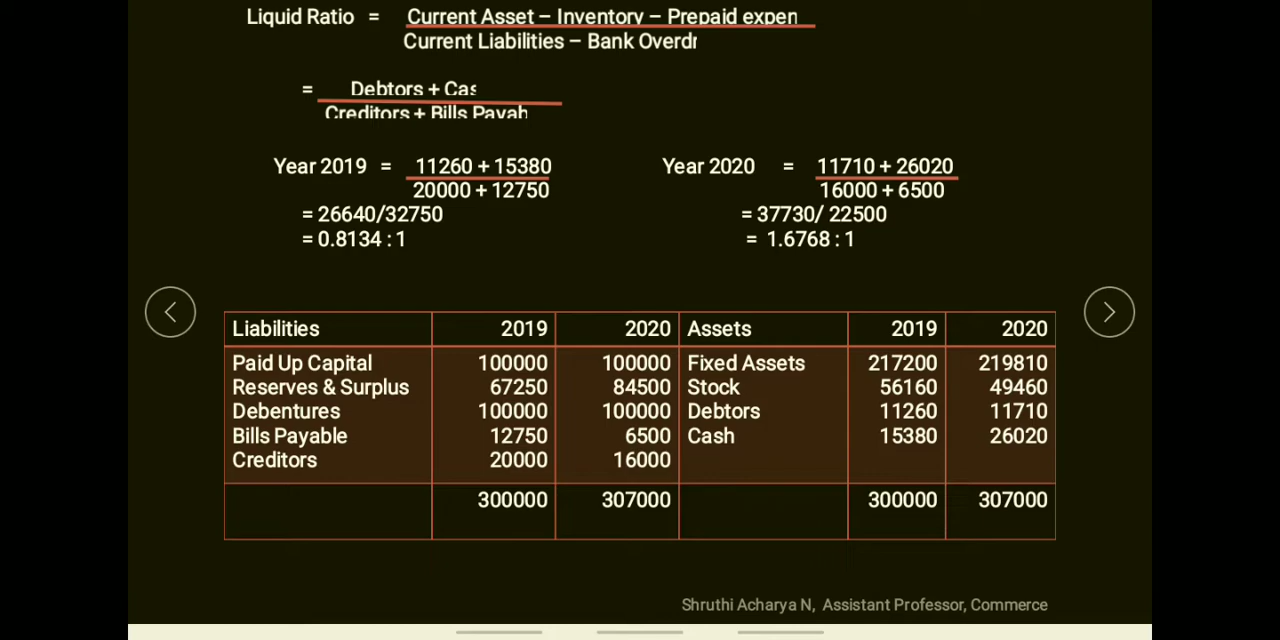 Liquid Ratio = Current Asset – Inventory – Prepaid expen
Current Liabilities – Bank Overdr
= Debtors + Cas
Creditors + Bills Payab
Year 2019 = 11260 + 15380
20000 + 12750
= 26640/32750
= 0.8134 : 1
Year 2020 = 11710 + 26020
16000 + 6500
= 37730/ 22500
= 1.6768 : 1
Liabilities 2019 2020 Assets 2019 2020
Paid Up Capital 100000 100000 Fixed Assets 217200 219810
Reserves & Surplus 67250 84500 Stock 56160 49460
Debentures 100000 100000 Debtors 11260 11710
Bills Payable 12750 6500 Cash 15380 26020
Creditors 20000 16000
300000 307000 300000 307000
Shruthi Acharya N, Assistant Professor, Commerce